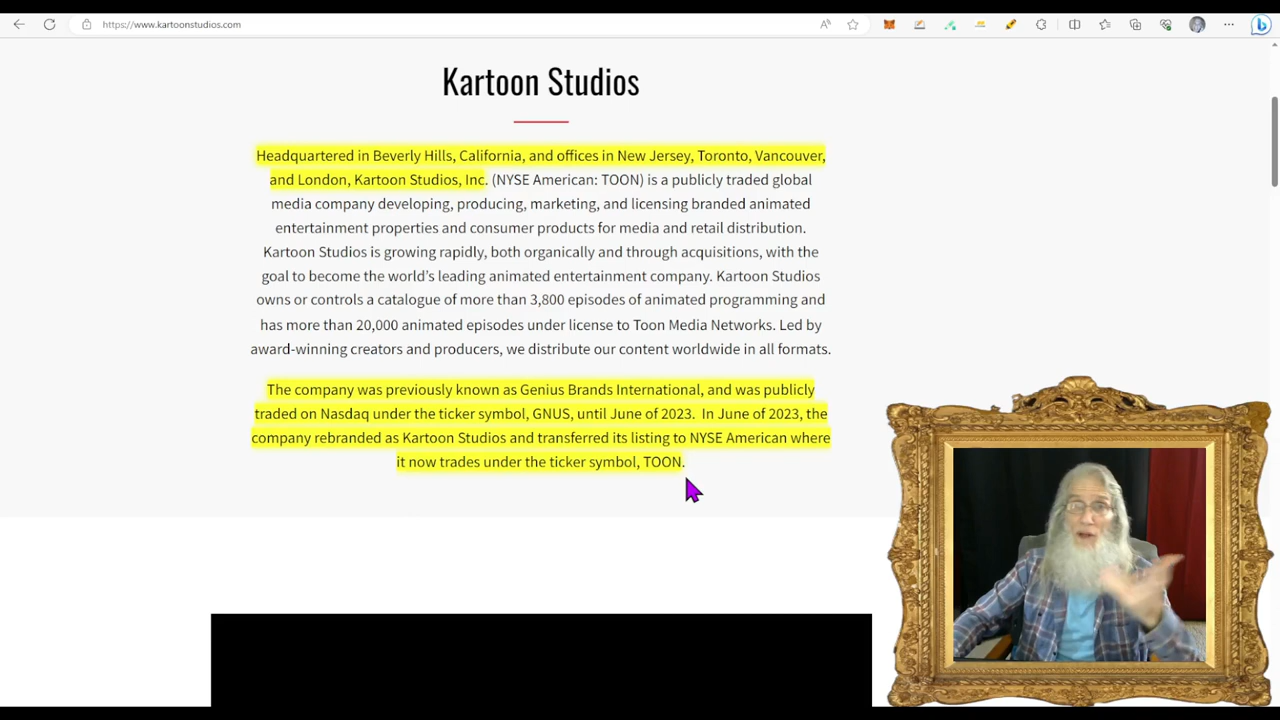 https://www.kartoonstudios.com
Kartoon Studios
Headquartered in Beverly Hills, California, and offices in New Jersey, Toronto, Vancouver,
and London, Kartoon Studios, Inc. (NYSE American: TOON) is a publicly traded global
media company developing, producing, marketing, and licensing branded animated
entertainment properties and consumer products for media and retail distribution.
Kartoon Studios is growing rapidly, both organically and through acquisitions, with the
goal to become the world’s leading animated entertainment company. Kartoon Studios
owns or controls a catalogue of more than 3,800 episodes of animated programming and
has more than 20,000 animated episodes under license to Toon Media Networks. Led by
award-winning creators and producers, we distribute our content worldwide in all formats.
The company was previously known as Genius Brands International, and was publicly
traded on Nasdaq under the ticker symbol, GNUS, until June of 2023. In June of 2023, the
company rebranded as Kartoon Studios and transferred its listing to NYSE American where
it now trades under the ticker symbol, TOON.